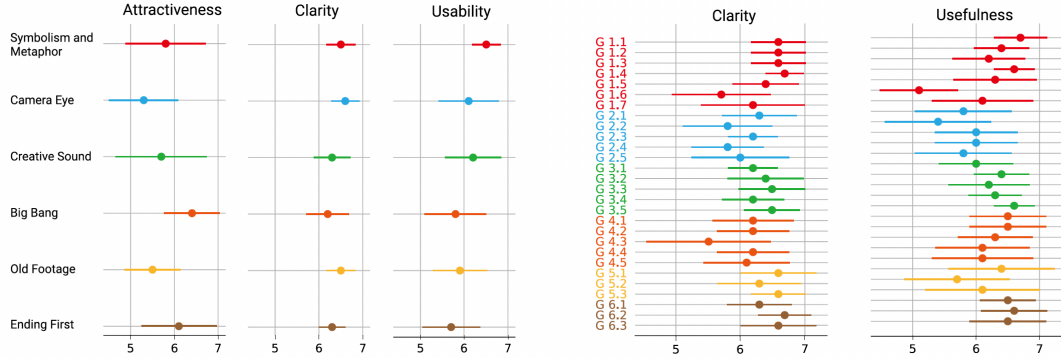 Attractiveness
Clarity
Usability
Symbolism and
Metaphor
Camera Eye
Creative Sound
Big Bang
Old Footage
Ending First
5 6 7
5 6 7
5 6 7
Clarity
Usefulness
G 1.1
G 1.2
G 1.3
G 1.4
G 1.5
G 1.6
G 1.7
G 2.1
G 2.2
G 2.3
G 2.4
G 2.5
G 3.1
G 3.2
G 3.3
G 3.4
G 3.5
G 4.1
G 4.2
G 4.3
G 4.4
G 4.5
G 5.1
G 5.2
G 5.3
G 6.1
G 6.2
G 6.3
5 6 7
5 6 7